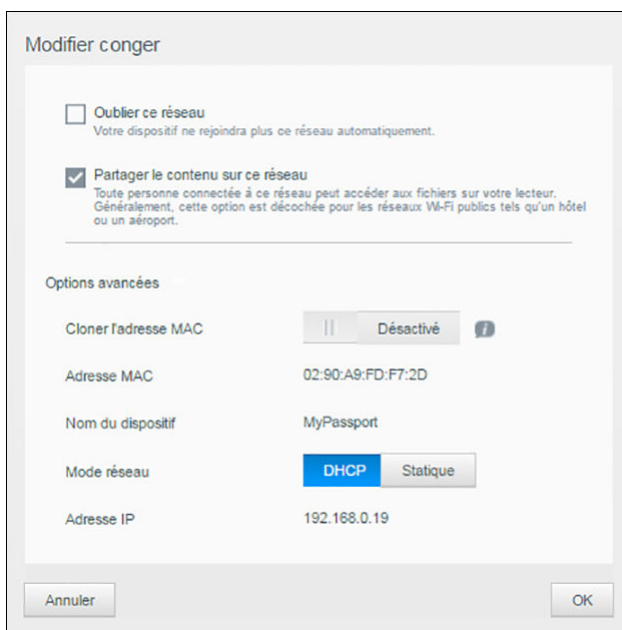 Modifier conger
Oublier ce réseau
Votre dispositif ne rejoindra plus ce réseau automatiquement.
Partager le contenu sur ce réseau
Toute personne connectée à ce réseau peut accéder aux fichiers sur votre lecteur.
Généralement, cette option est décochée pour les réseaux Wi-Fi publics tels qu'un hôtel
ou un aéroport.
Options avancées
Cloner l'adresse MAC Désactivé
Adresse MAC 02:90:A9:FD:F7:2D
Nom du dispositif MyPassport
Mode réseau DHCP Statique
Adresse IP 192.168.0.19
Annuler OK